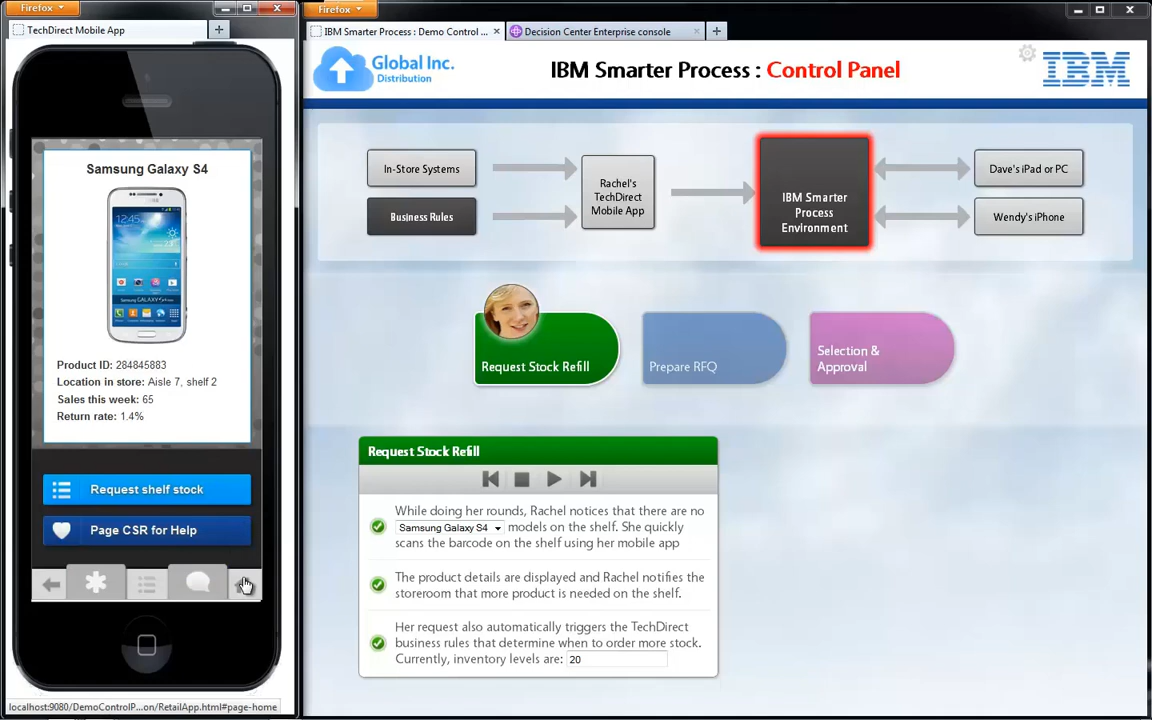 Firefox
TechDirect Mobile App
Samsung Galaxy S4
12:45
Product ID: 284845883
Location in store: Aisle 7, shelf 2
Sales this week: 65
Return rate: 1.4%
Request shelf stock
Page CSR for Help
localhost:9080/DemoControlP...on/RetailApp.html#page-home
Firefox
IBM Smarter Process : Demo Control ...
Decision Center Enterprise console
Global Inc.
Distribution
IBM Smarter Process : Control Panel
IBM
In-Store Systems
Business Rules
Rachel's
TechDirect
Mobile App
IBM Smarter
Process
Environment
Dave's iPad or PC
Wendy's iPhone
Request Stock Refill
Prepare RFQ
Selection &
Approval
Request Stock Refill
While doing her rounds, Rachel notices that there are no
Samsung Galaxy S4 models on the shelf. She quickly
scans the barcode on the shelf using her mobile app
The product details are displayed and Rachel notifies the
storeroom that more product is needed on the shelf.
Her request also automatically triggers the TechDirect
business rules that determine when to order more stock.
Currently, inventory levels are: 20